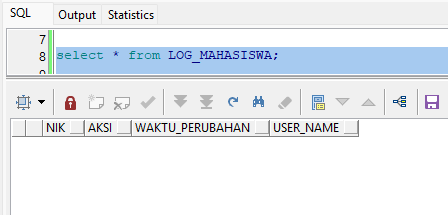 SQL Output Statistics
7
8 select * from LOG_MAHASISWA;
NIK AKSI WAKTU_PERUBAHAN USER_NAME